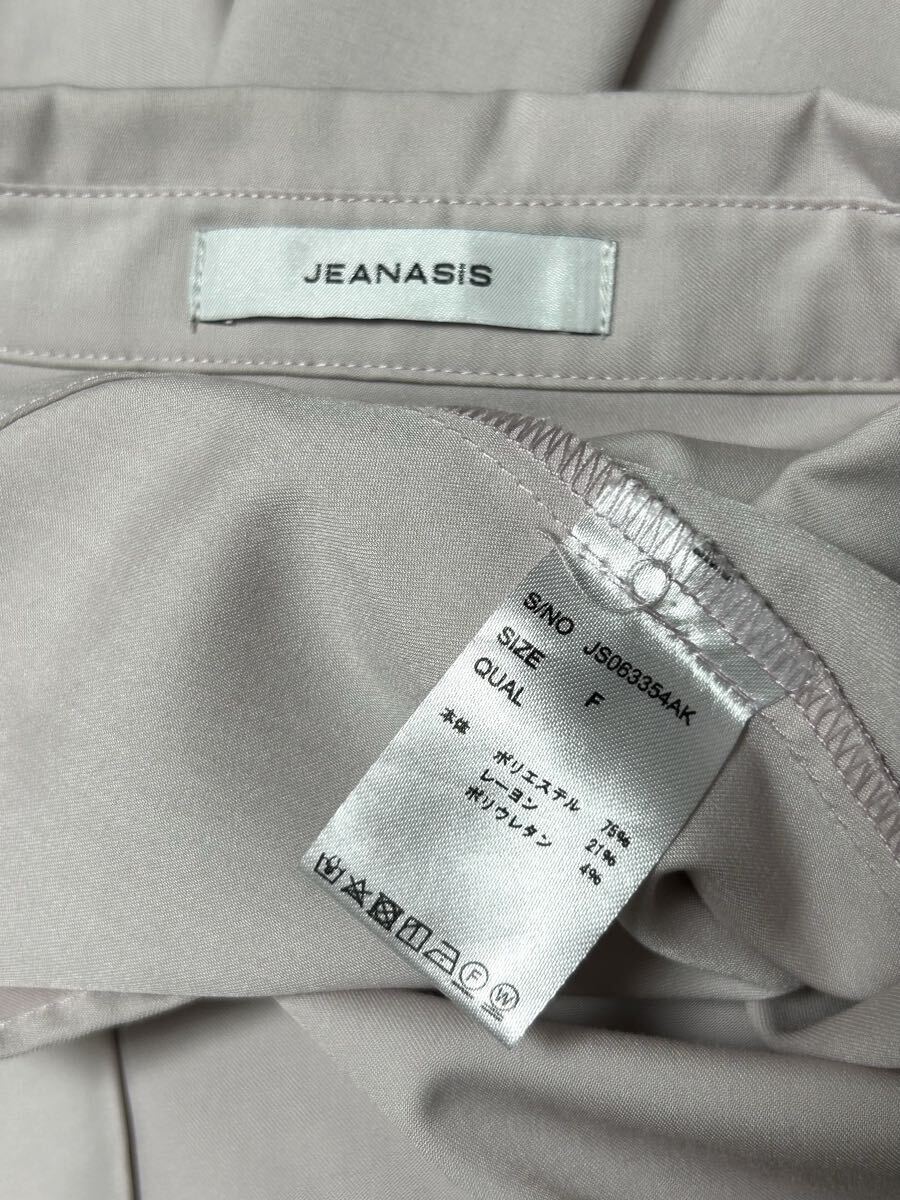 JEANASIS
S/NO JS063354AK
SIZE F
QUAL
本体
ポリエステル 75%
レーヨン 21%
ポリウレタン 4%
F W